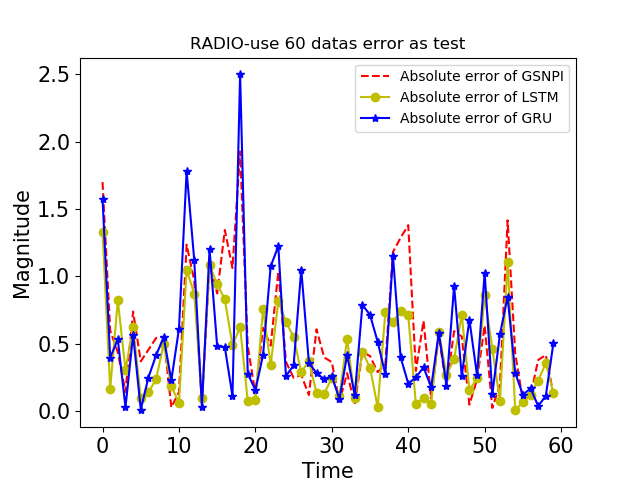 RADIO-use 60 datas error as test
Absolute error of GSNPI
Absolute error of LSTM
Absolute error of GRU
Magnitude
2.5
2.0
1.5
1.0
0.5
0.0
0 10 20 30 40 50 60
Time